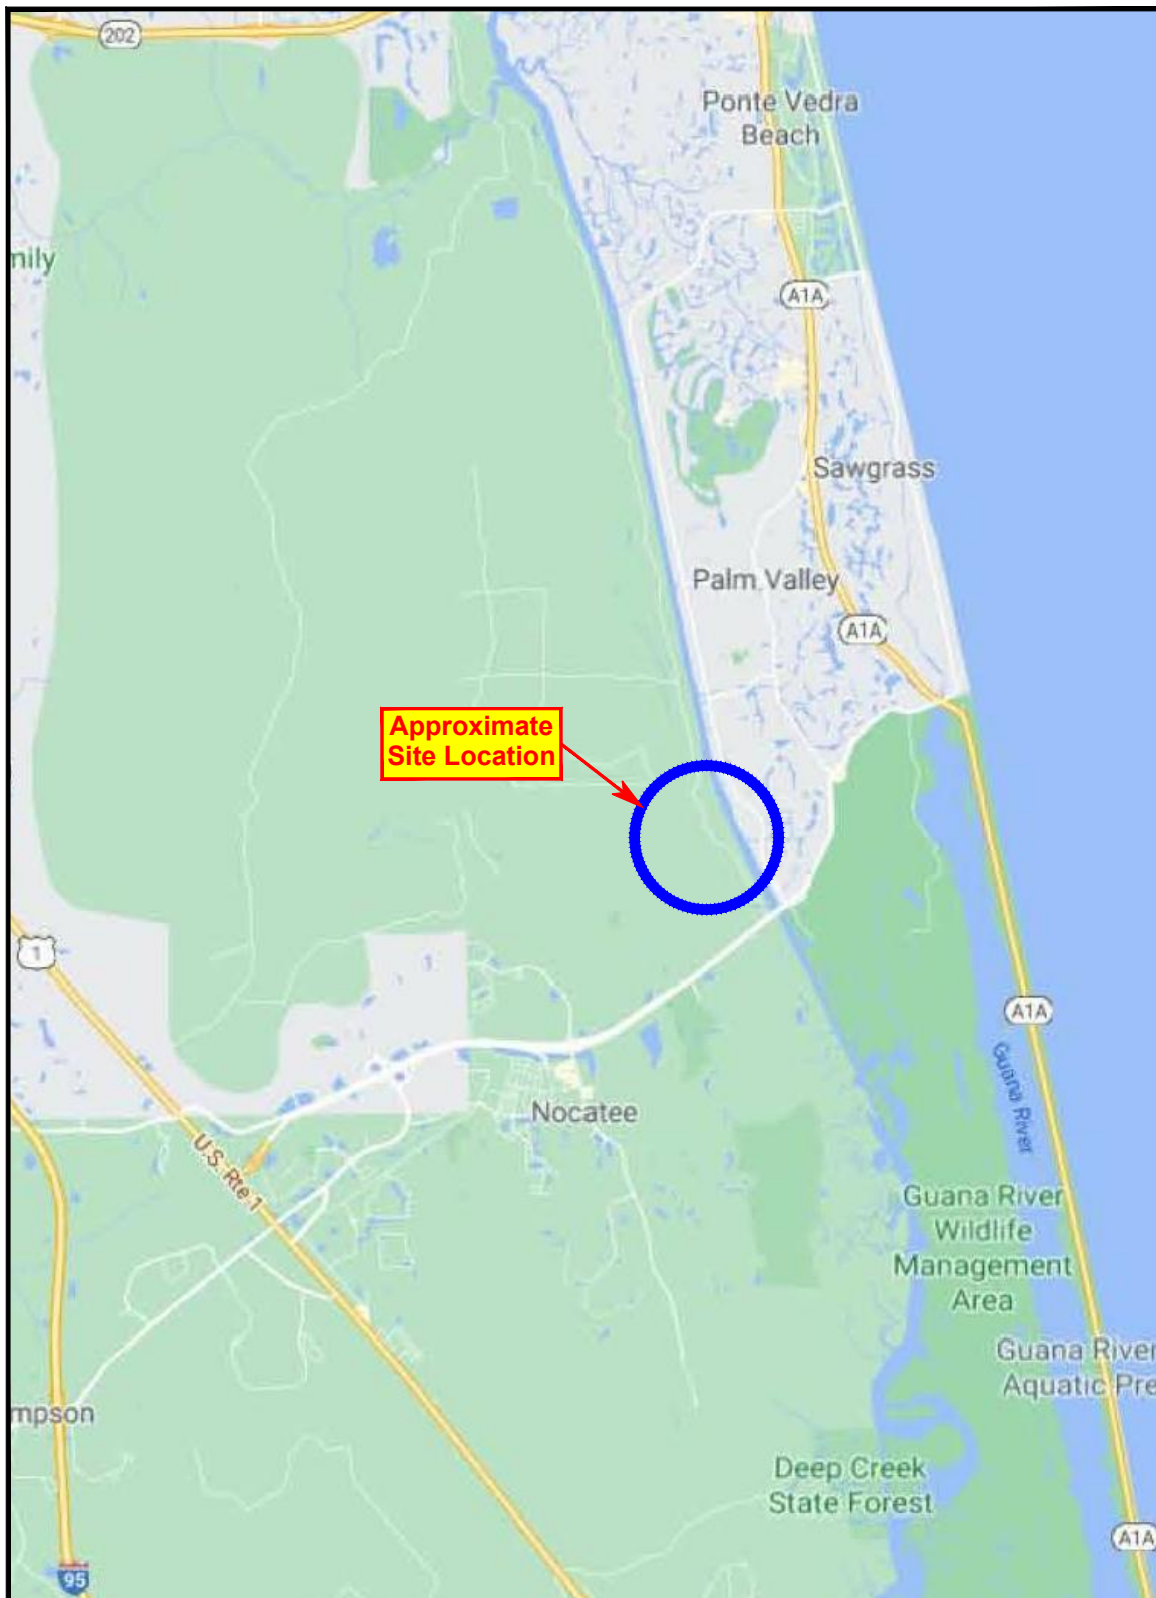 202
Ponte Vedra
Beach
nily
A1A
Sawgrass
Palm Valley
A1A
Approximate
Site Location
1
A1A
Guana River
Nocatee
U.S. Rte 1
Guana River
Wildlife
Management
Area
Guana River
Aquatic Pre
mpson
Deep Creek
State Forest
A1A
95